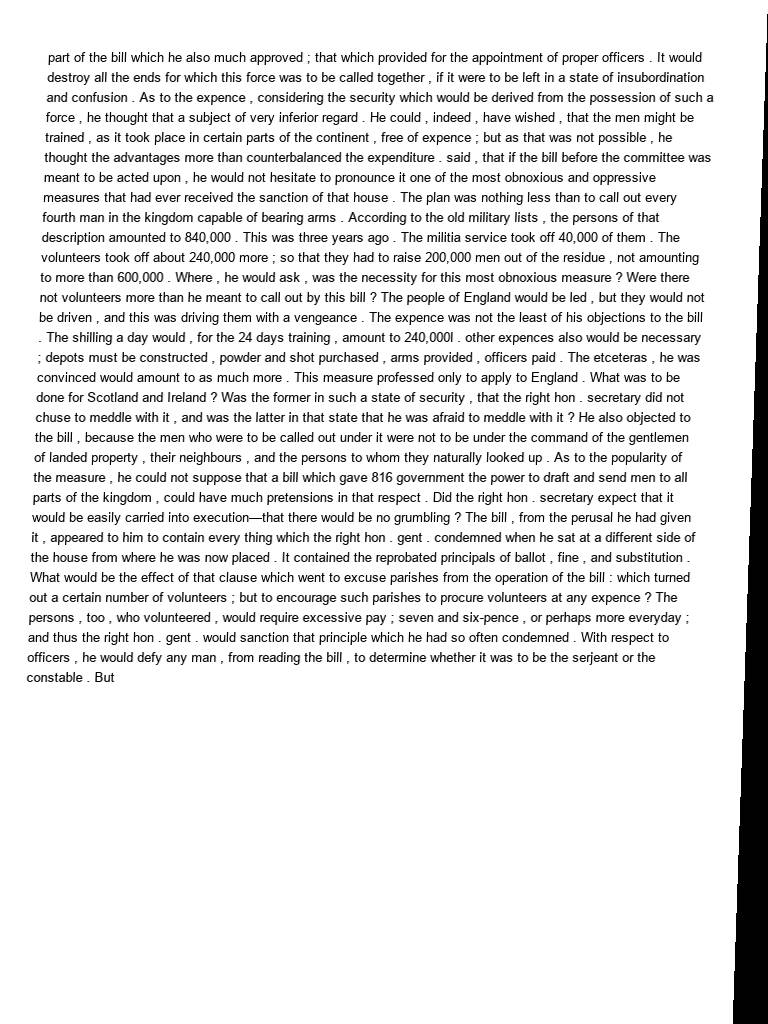 part of the bill which he also much approved ; that which provided for the appointment of proper officers . It would
destroy all the ends for which this force was to be called together , if it were to be left in a state of insubordination
and confusion . As to the expence , considering the security which would be derived from the possession of such a
force , he thought that a subject of very inferior regard . He could , indeed , have wished , that the men might be
trained , as it took place in certain parts of the continent , free of expence ; but as that was not possible , he
thought the advantages more than counterbalanced the expenditure . said , that if the bill before the committee was
meant to be acted upon , he would not hesitate to pronounce it one of the most obnoxious and oppressive
measures that had ever received the sanction of that house . The plan was nothing less than to call out every
fourth man in the kingdom capable of bearing arms . According to the old military lists , the persons of that
description amounted to 840,000 . This was three years ago . The militia service took off 40,000 of them . The
volunteers took off about 240,000 more ; so that they had to raise 200,000 men out of the residue , not amounting
to more than 600,000 . Where , he would ask , was the necessity for this most obnoxious measure ? Were there
not volunteers more than he meant to call out by this bill ? The people of England would be led , but they would not
be driven , and this was driving them with a vengeance . The expence was not the least of his objections to the bill
. The shilling a day would , for the 24 days training , amount to 240,000l . other expences also would be necessary
; depots must be constructed , powder and shot purchased , arms provided , officers paid . The etceteras , he was
convinced would amount to as much more . This measure professed only to apply to England . What was to be
done for Scotland and Ireland ? Was the former in such a state of security , that the right hon . secretary did not
chuse to meddle with it , and was the latter in that state that he was afraid to meddle with it ? He also objected to
the bill , because the men who were to be called out under it were not to be under the command of the gentlemen
of landed property , their neighbours , and the persons to whom they naturally looked up . As to the popularity of
the measure , he could not suppose that a bill which gave 816 government the power to draft and send men to all
parts of the kingdom , could have much pretensions in that respect . Did the right hon . secretary expect that it
would be easily carried into execution—that there would be no grumbling ? The bill , from the perusal he had given
it , appeared to him to contain every thing which the right hon . gent . condemned when he sat at a different side of
the house from where he was now placed . It contained the reprobated principals of ballot , fine , and substitution .
What would be the effect of that clause which went to excuse parishes from the operation of the bill : which turned
out a certain number of volunteers ; but to encourage such parishes to procure volunteers at any expence ? The
persons , too , who volunteered , would require excessive pay ; seven and six-pence , or perhaps more everyday ;
and thus the right hon . gent . would sanction that principle which he had so often condemned . With respect to
officers , he would defy any man , from reading the bill , to determine whether it was to be the serjeant or the
constable . But